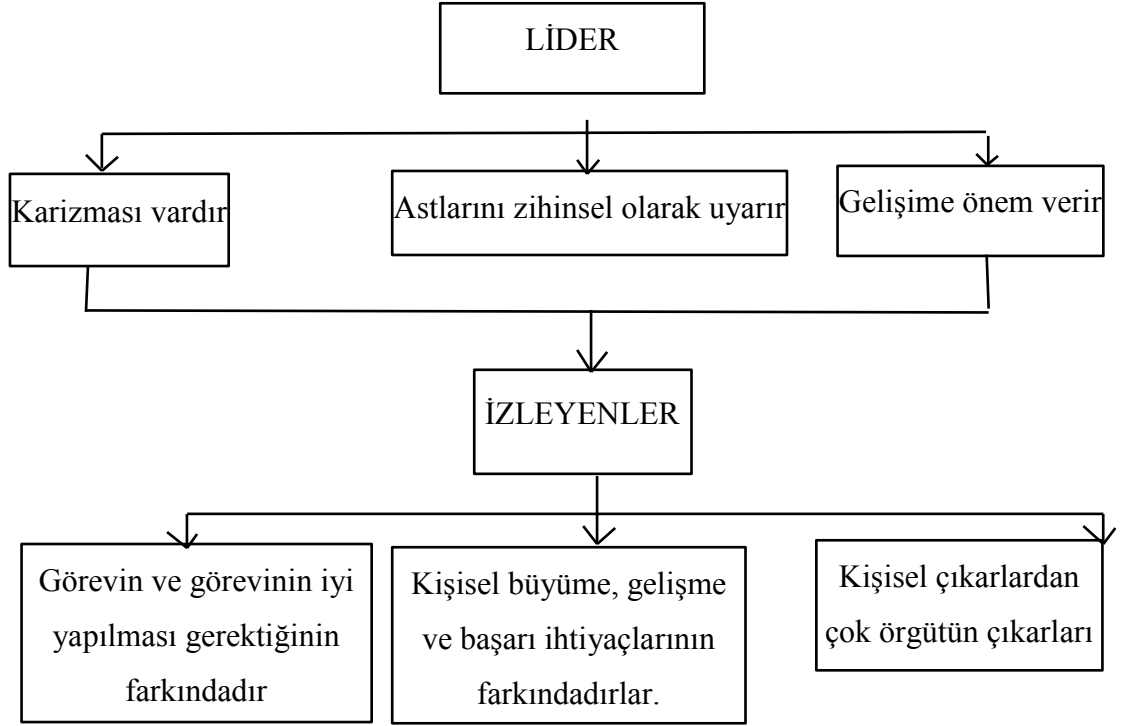 LİDER
Karizması vardır
Astlarını zihinsel olarak uyarır
Gelişime önem verir
İZLEYENLER
Görevin ve görevinin iyi
yapılması gerektiğinin
farkındadır
Kişisel büyüme, gelişme
ve başarı ihtiyaçlarının
farkındadırlar.
Kişisel çıkarlardan
çok örgütün çıkarları